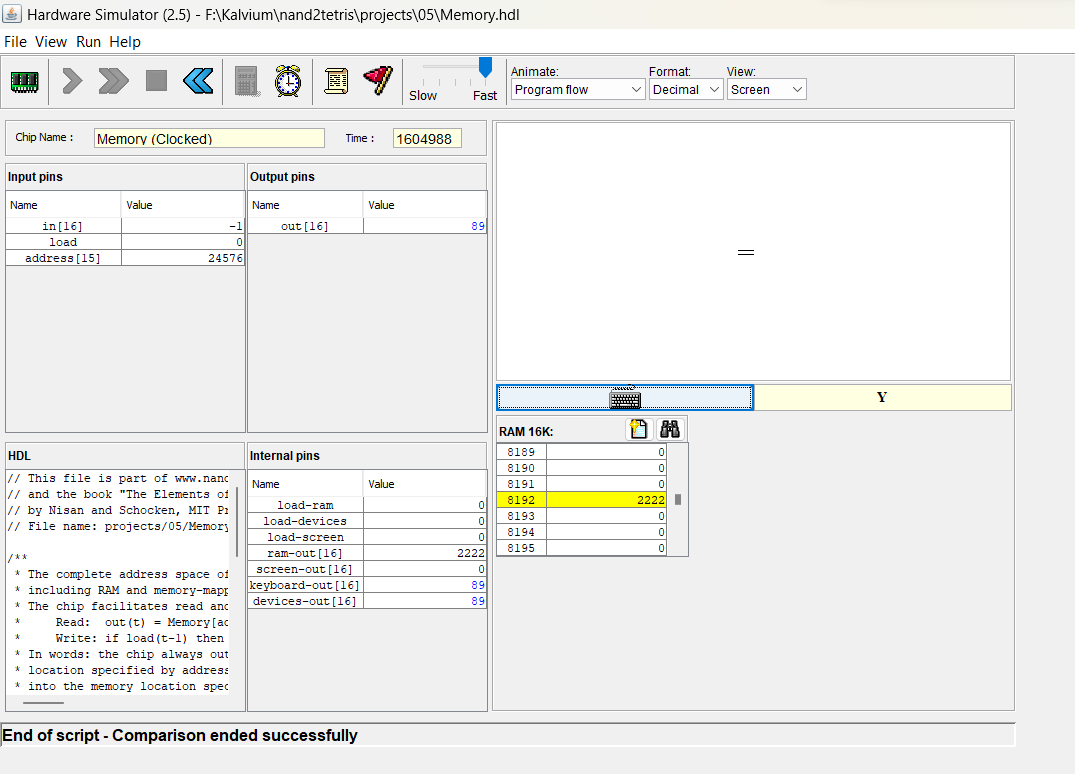 Hardware Simulator (2.5) - F:\Kalvium\nand2tetris\projects\05\Memory.hdl
File View Run Help
Slow Fast
Animate: Format: View:
Program flow Decimal Screen
Chip Name : Memory (Clocked) Time : 1604988
Input pins
Name Value
in[16] -1
load 0
address[15] 24576
Output pins
Name Value
out[16] 89
HDL
// This file is part of www.nand
// and the book "The Elements of
// by Nisan and Schocken, MIT Pr
// File name: projects/05/Memory
/**
* The complete address space of
* including RAM and memory-mapp
* The chip facilitates read and
* Read: out(t) = Memory[ad
* Write: if load(t-1) then
* In words: the chip always out
* location specified by address
* into the memory location spec
Internal pins
Name Value
load-ram 0
load-devices 0
load-screen 0
ram-out[16] 2222
screen-out[16] 0
keyboard-out[16] 89
devices-out[16] 89
Y
RAM 16K:
8189 0
8190 0
8191 0
8192 2222
8193 0
8194 0
8195 0
End of script - Comparison ended successfully